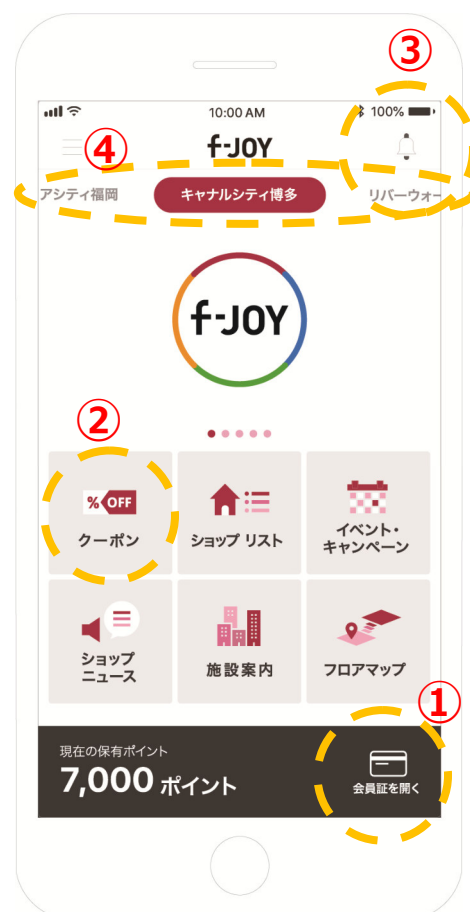 ③
10:00 AM
100%
④
f-JOY
アシティ福岡
キャナルシティ博多
リバーウォー
f-JOY
②
% OFF
クーポン
ショップ リスト
イベント・
キャンペーン
ショップ
ニュース
施設案内
フロアマップ
①
現在の保有ポイント
7,000 ポイント
会員証を開く